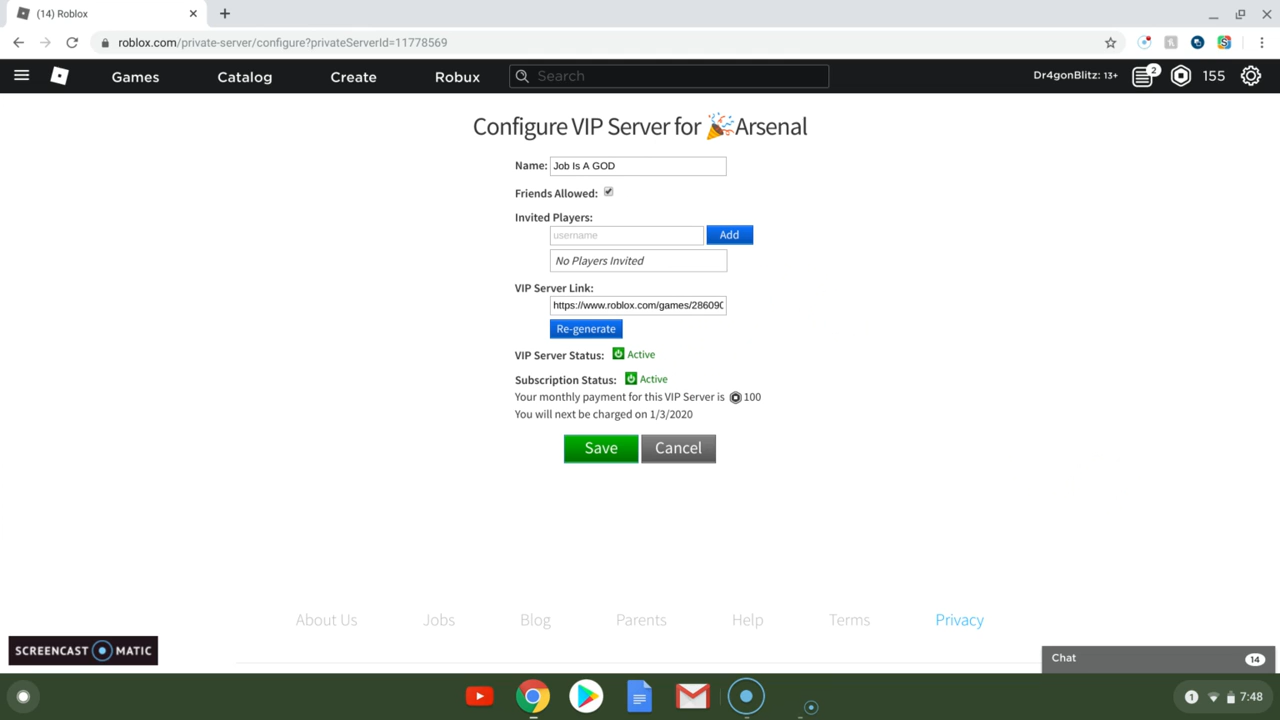 (14) Roblox
roblox.com/private-server/configure?privateServerId=11778569
Games Catalog Create Robux Search Dr4gonBlitz: 13+ 2 155
Configure VIP Server for 🎉Arsenal
Name: Job Is A GOD
Friends Allowed:
Invited Players:
username Add
No Players Invited
VIP Server Link:
https://www.roblox.com/games/28609
Re-generate
VIP Server Status: Active
Subscription Status: Active
Your monthly payment for this VIP Server is 100
You will next be charged on 1/3/2020
Save Cancel
About Us Jobs Blog Parents Help Terms Privacy
SCREENCAST MATIC
Chat 14
1 7:48